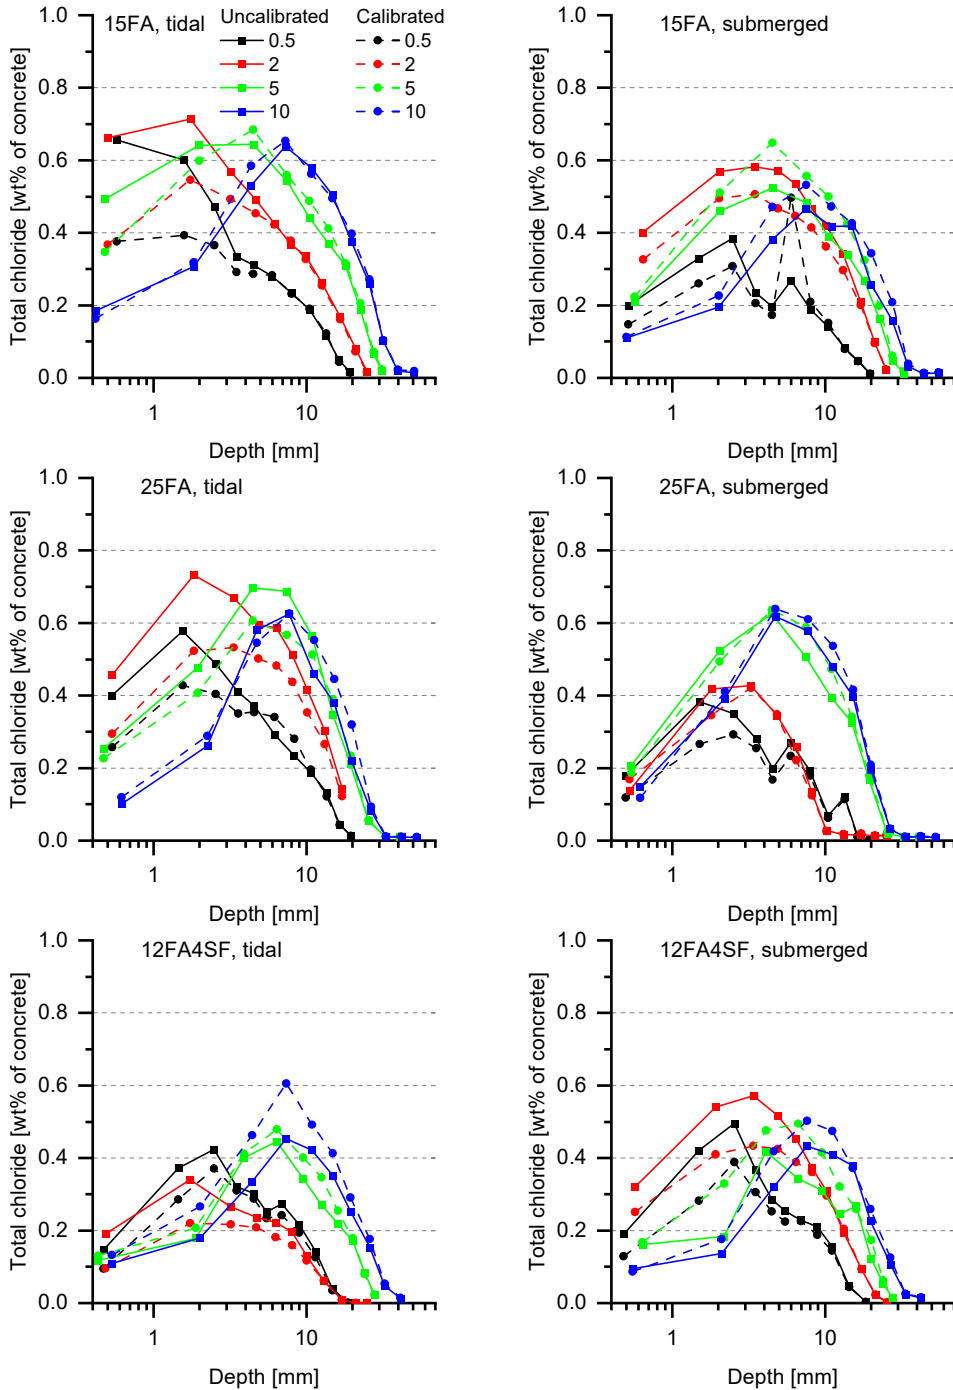 15FA, tidal
Uncalibrated Calibrated
0.5 0.5
2 2
5 5
10 10
Total chloride [wt% of concrete]
1.0
0.8
0.6
0.4
0.2
0.0
1 10
Depth [mm]
15FA, submerged
Total chloride [wt% of concrete]
1.0
0.8
0.6
0.4
0.2
0.0
1 10
Depth [mm]
25FA, tidal
Total chloride [wt% of concrete]
1.0
0.8
0.6
0.4
0.2
0.0
1 10
Depth [mm]
25FA, submerged
Total chloride [wt% of concrete]
1.0
0.8
0.6
0.4
0.2
0.0
1 10
Depth [mm]
12FA4SF, tidal
Total chloride [wt% of concrete]
1.0
0.8
0.6
0.4
0.2
0.0
1 10
Depth [mm]
12FA4SF, submerged
Total chloride [wt% of concrete]
1.0
0.8
0.6
0.4
0.2
0.0
1 10
Depth [mm]